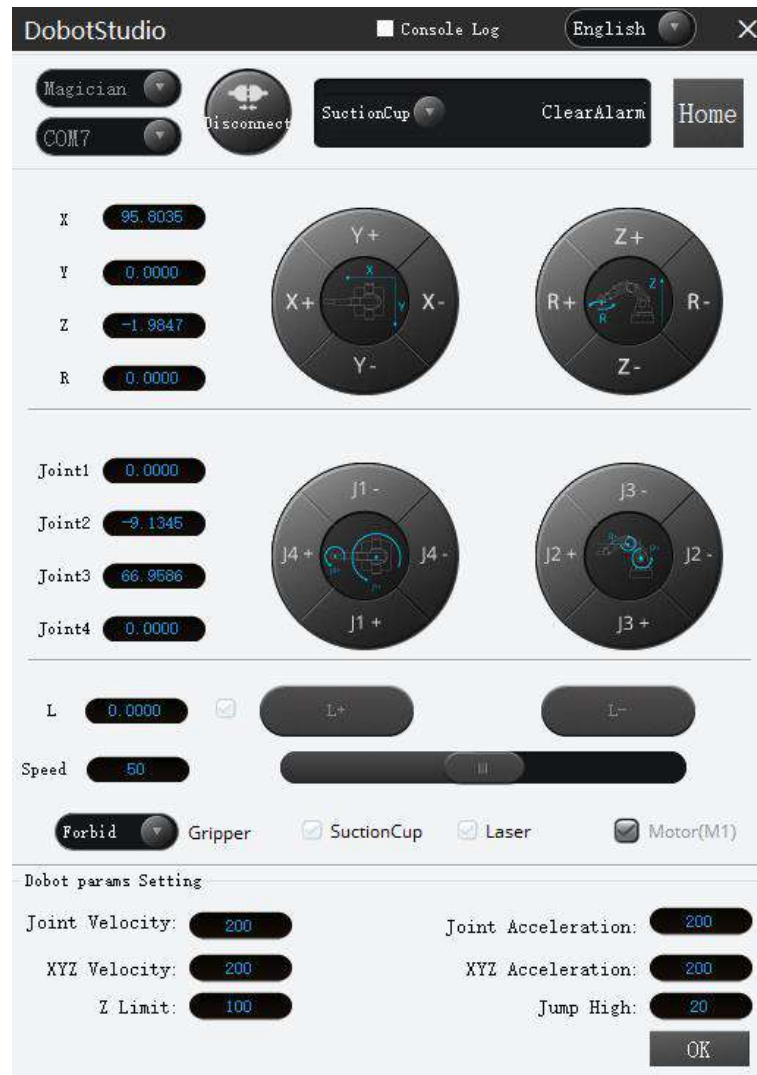 DobotStudio
Console Log
English
Magician
COM7
Disconnect
SuctionCup
ClearAlarm
Home
X 95.8035
Y 0.0000
Z -1.9847
R 0.0000
Y+
X+
X
Y
X-
Y-
Z+
R+
Z
R
R-
Z-
Joint1 0.0000
Joint2 -9.1345
Joint3 66.9586
Joint4 0.0000
J1 -
J4 +
J4 -
J1 +
J3 -
J2 +
J2 -
J3 +
L 0.0000
L+
L-
Speed 50
Forbid Gripper SuctionCup Laser Motor(M1)
Dobot params Setting
Joint Velocity: 200 Joint Acceleration: 200
XYZ Velocity: 200 XYZ Acceleration: 200
Z Limit: 100 Jump High: 20
OK